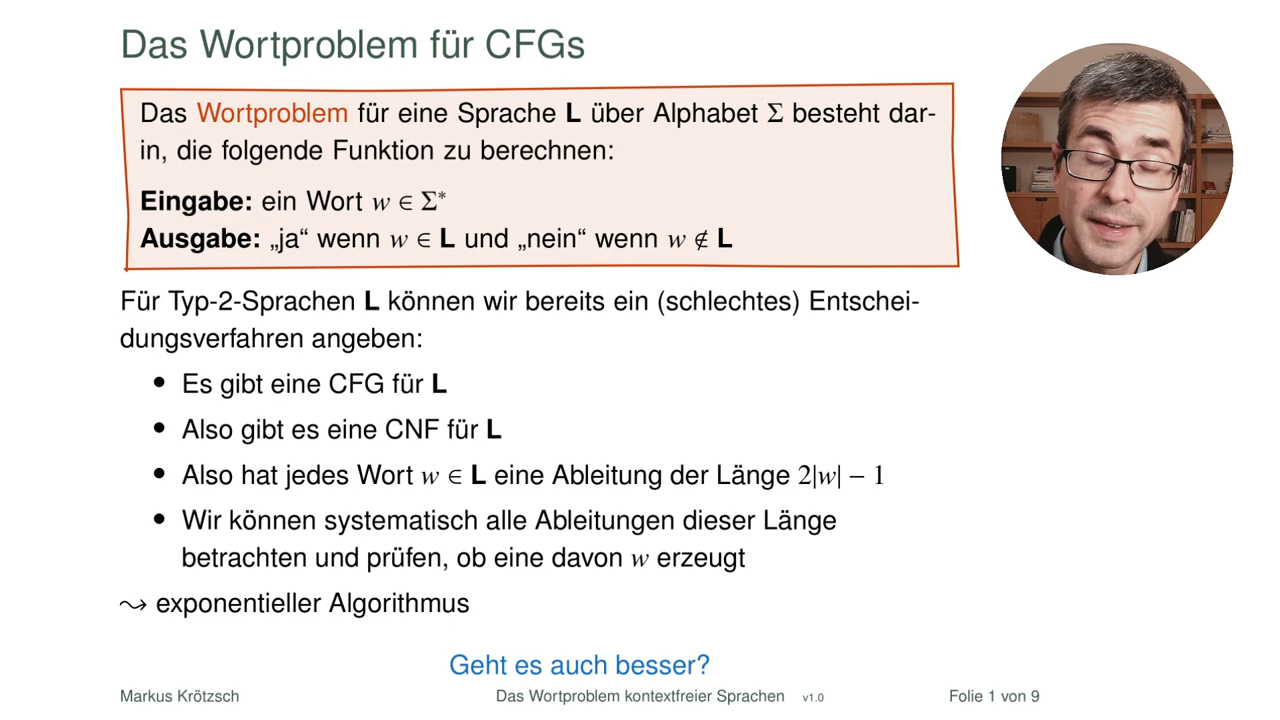 Das Wortproblem für CFGs
Das Wortproblem für eine Sprache L über Alphabet Σ besteht dar-
in, die folgende Funktion zu berechnen:
Eingabe: ein Wort w ∈ Σ*
Ausgabe: „ja“ wenn w ∈ L und „nein“ wenn w ∉ L
Für Typ-2-Sprachen L können wir bereits ein (schlechtes) Entschei-
dungsverfahren angeben:
• Es gibt eine CFG für L
• Also gibt es eine CNF für L
• Also hat jedes Wort w ∈ L eine Ableitung der Länge 2|w| − 1
• Wir können systematisch alle Ableitungen dieser Länge
betrachten und prüfen, ob eine davon w erzeugt
⤳ exponentieller Algorithmus
Geht es auch besser?
Markus Krötzsch Das Wortproblem kontextfreier Sprachen v1.0 Folie 1 von 9